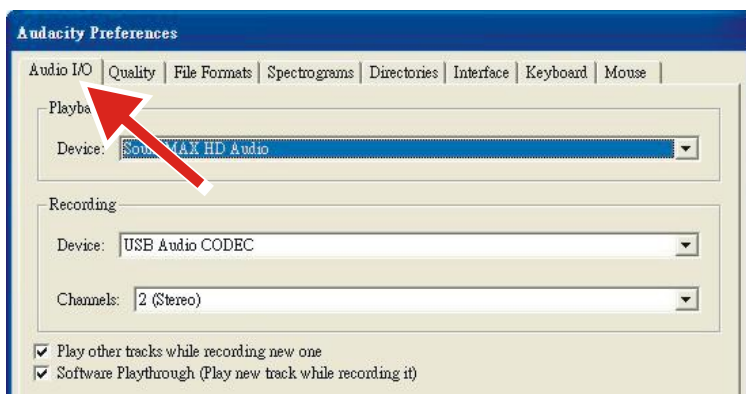 Audacity Preferences
Audio I/O Quality File Formats Spectrograms Directories Interface Keyboard Mouse
Device: MAX HD Audio
Recording
Device: USB Audio CODEC
Channels: 2 (Stereo)
Play other tracks while recording new one
Software Playthrough (Play new track while recording it)